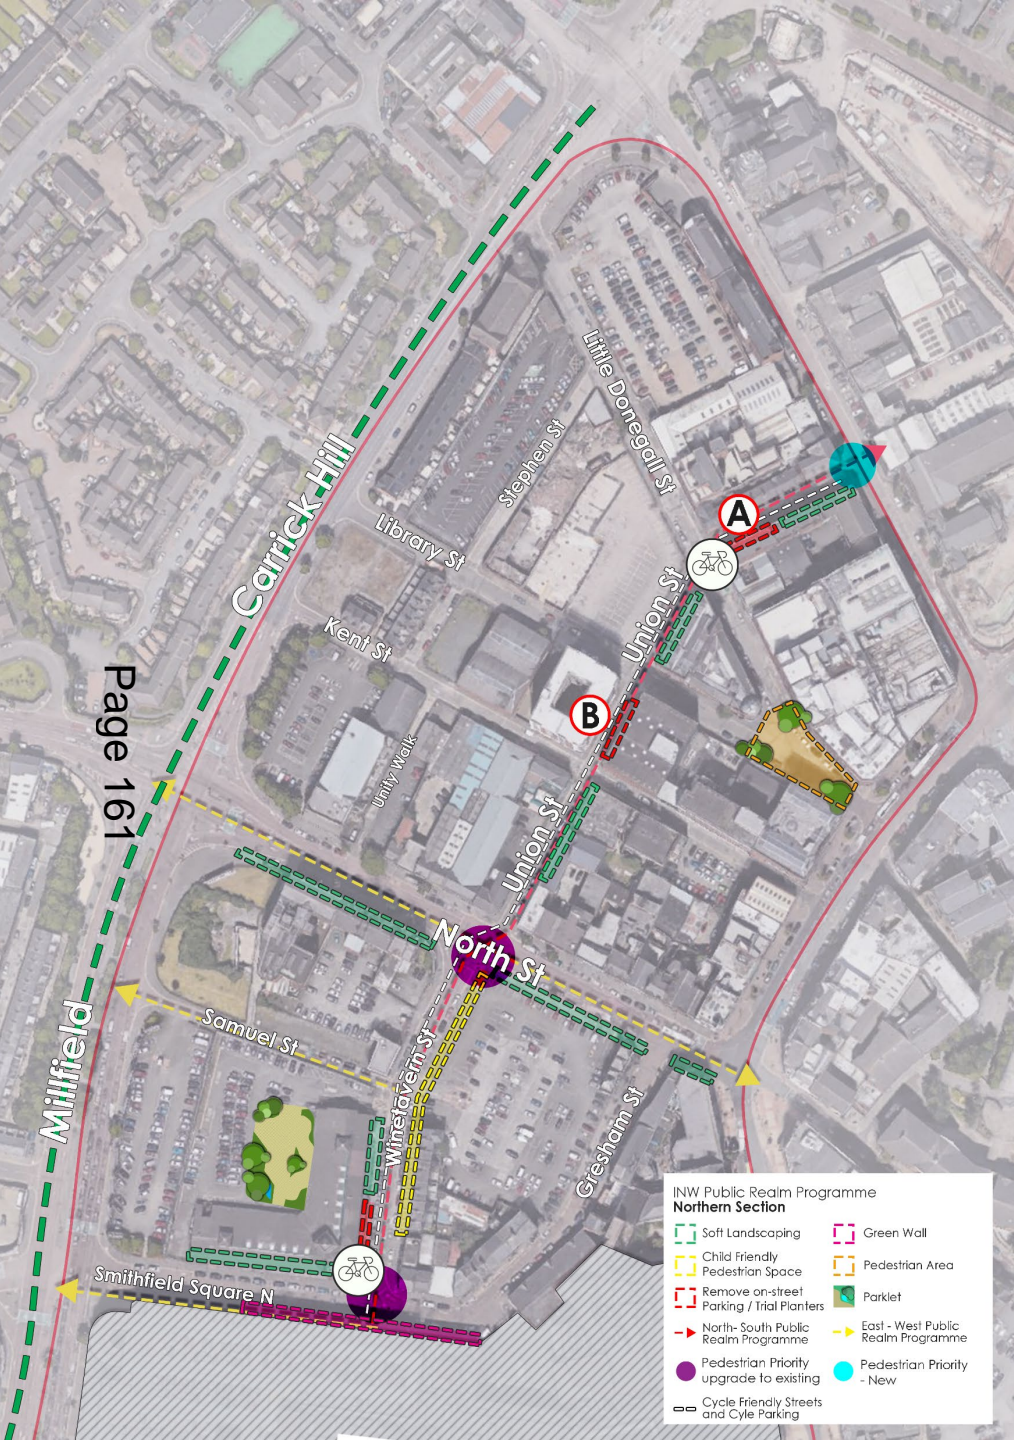 Little Donegall St
Stephen St
Carrick Hill
A
Library St
Union St
Kent St
Page 161
B
Unity Walk
Union St
North St
Millfield
Samuel St
Winetavern St
Gresham St
Smithfield Square N
INW Public Realm Programme
Northern Section
Soft Landscaping
Green Wall
Child Friendly
Pedestrian Space
Pedestrian Area
Remove on-street
Parking / Trial Planters
Parklet
North- South Public
Realm Programme
East - West Public
Realm Programme
Pedestrian Priority
upgrade to existing
Pedestrian Priority
- New
Cycle Friendly Streets
and Cyle Parking